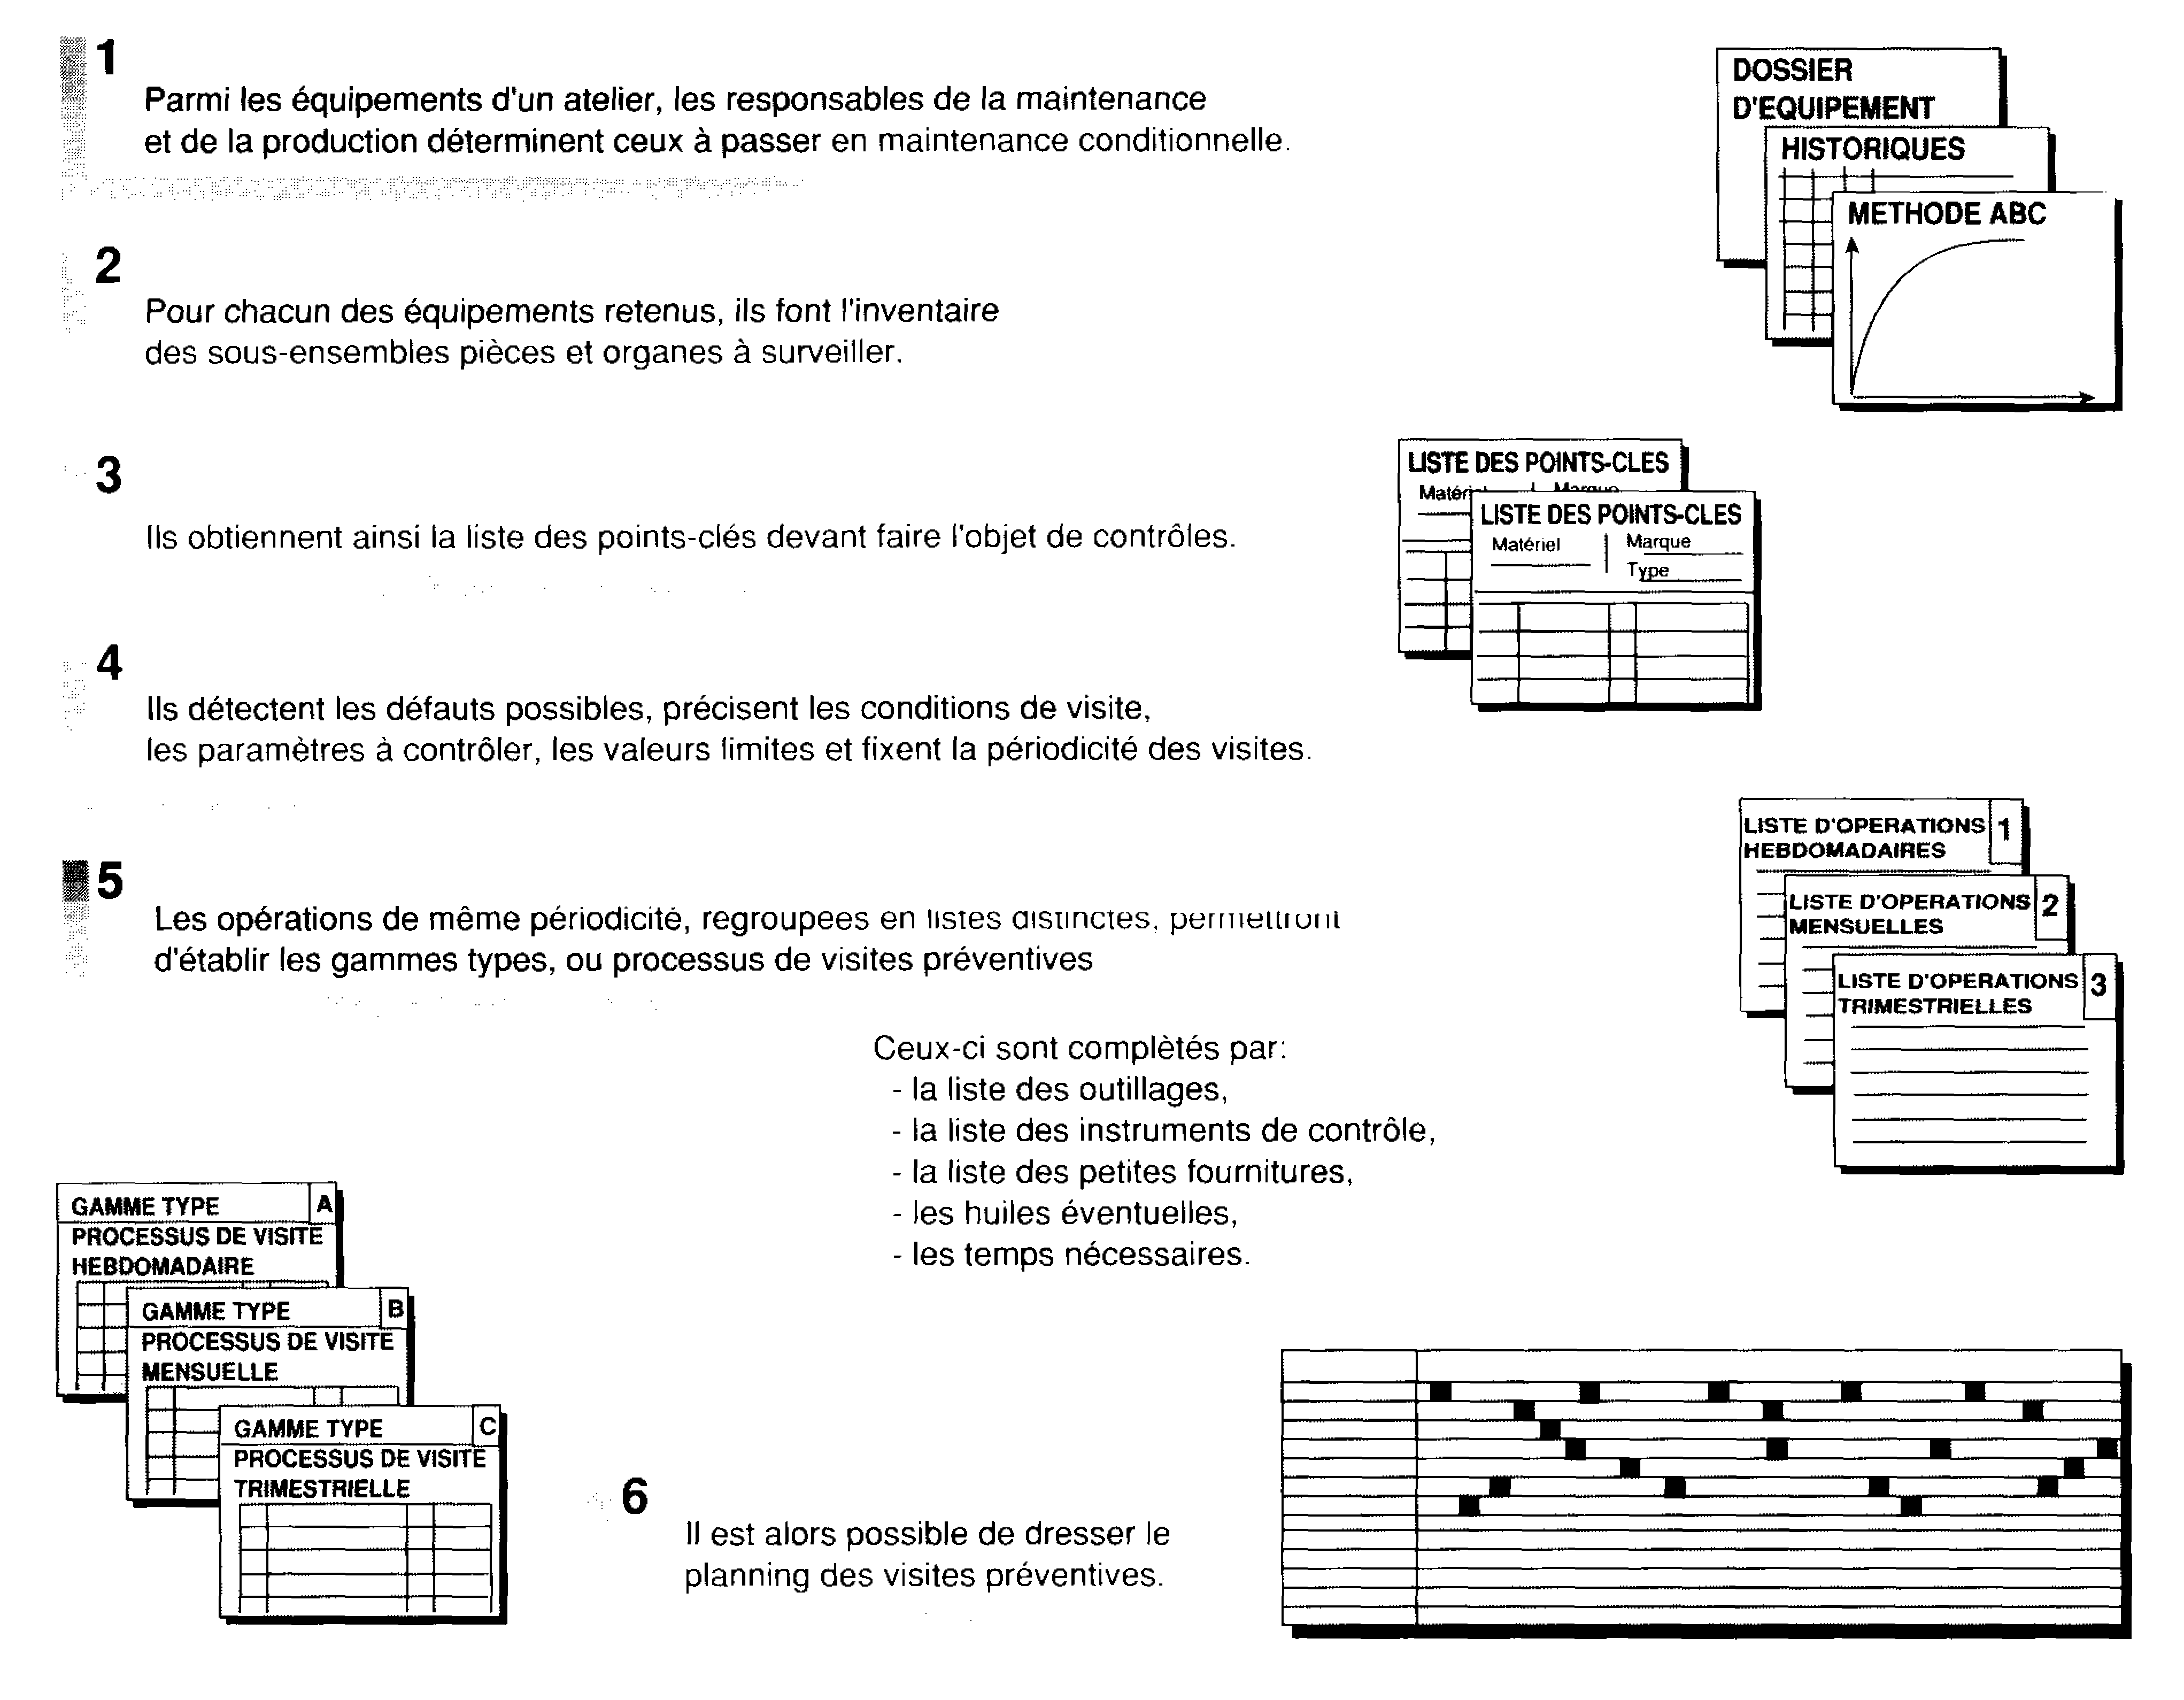 1
Parmi les équipements d'un atelier, les responsables de la maintenance
et de la production déterminent ceux à passer en maintenance conditionnelle.
DOSSIER
D'EQUIPEMENT
HISTORIQUES
METHODE ABC
2
Pour chacun des équipements retenus, ils font l'inventaire
des sous-ensembles pièces et organes à surveiller.
3
Ils obtiennent ainsi la liste des points-clés devant faire l'objet de contrôles.
LISTE DES POINTS-CLES
LISTE DES POINTS-CLES
Matériel
Marque
Type
4
Ils détectent les défauts possibles, précisent les conditions de visite,
les paramètres à contrôler, les valeurs limites et fixent la périodicité des visites.
5
Les opérations de même périodicité, regroupees en listes distinctes, permettront
d'établir les gammes types, ou processus de visites préventives
LISTE D'OPERATIONS 1
HEBDOMADAIRES
LISTE D'OPERATIONS 2
MENSUELLES
LISTE D'OPERATIONS 3
TRIMESTRIELLES
Ceux-ci sont complètés par:
- la liste des outillages,
- la liste des instruments de contrôle,
- la liste des petites fournitures,
- les huiles éventuelles,
- les temps nécessaires.
GAMME TYPE A
PROCESSUS DE VISITE
HEBDOMADAIRE
GAMME TYPE B
PROCESSUS DE VISITE
MENSUELLE
GAMME TYPE C
PROCESSUS DE VISITE
TRIMESTRIELLE
6
Il est alors possible de dresser le
planning des visites préventives.